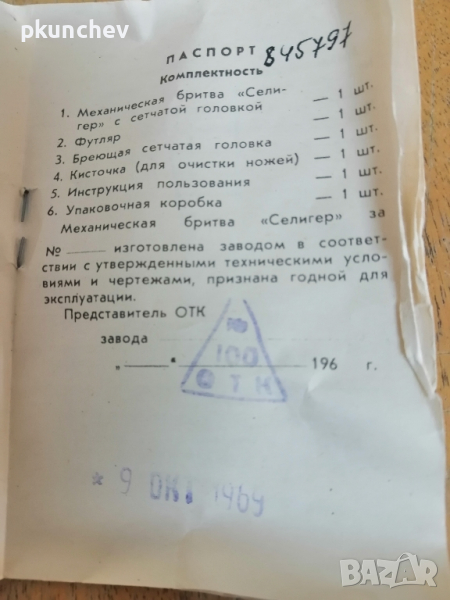 pkunchev
ПАСПОРТ 845797
Комплектность
1. Механическая бритва «Сели-
гер» с сетчатой головкой — 1 шт.
2. Футляр — 1 шт.
3. Бреющая сетчатая головка — 1 шт.
4. Кисточка (для очистки ножей) — 1 шт.
5. Инструкция пользования — 1 шт.
6. Упаковочная коробка — 1 шт.
Механическая бритва «Селигер» за
№ изготовлена заводом в соответ-
ствии с утвержденными техническими усло-
виями и чертежами, признана годной для
эксплуатации.
Представитель ОТК
завода
„ “ 196 г.
100
ОТК
* 9 ОКТ 1969
BAZAR